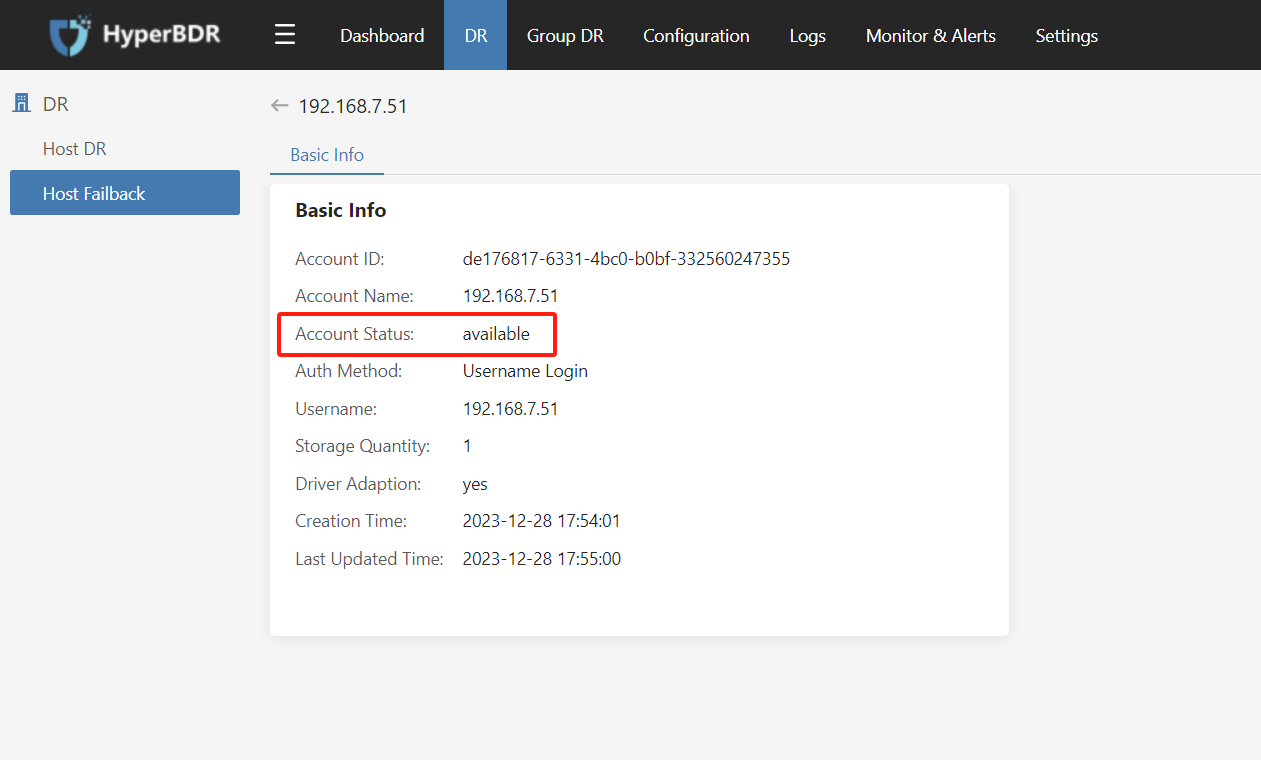 HyperBDR Dashboard DR Group DR Configuration Logs Monitor & Alerts Settings
DR
Host DR
Host Failback
192.168.7.51
Basic Info
Basic Info
Account ID: de176817-6331-4bc0-b0bf-332560247355
Account Name: 192.168.7.51
Account Status: available
Auth Method: Username Login
Username: 192.168.7.51
Storage Quantity: 1
Driver Adaption: yes
Creation Time: 2023-12-28 17:54:01
Last Updated Time: 2023-12-28 17:55:00